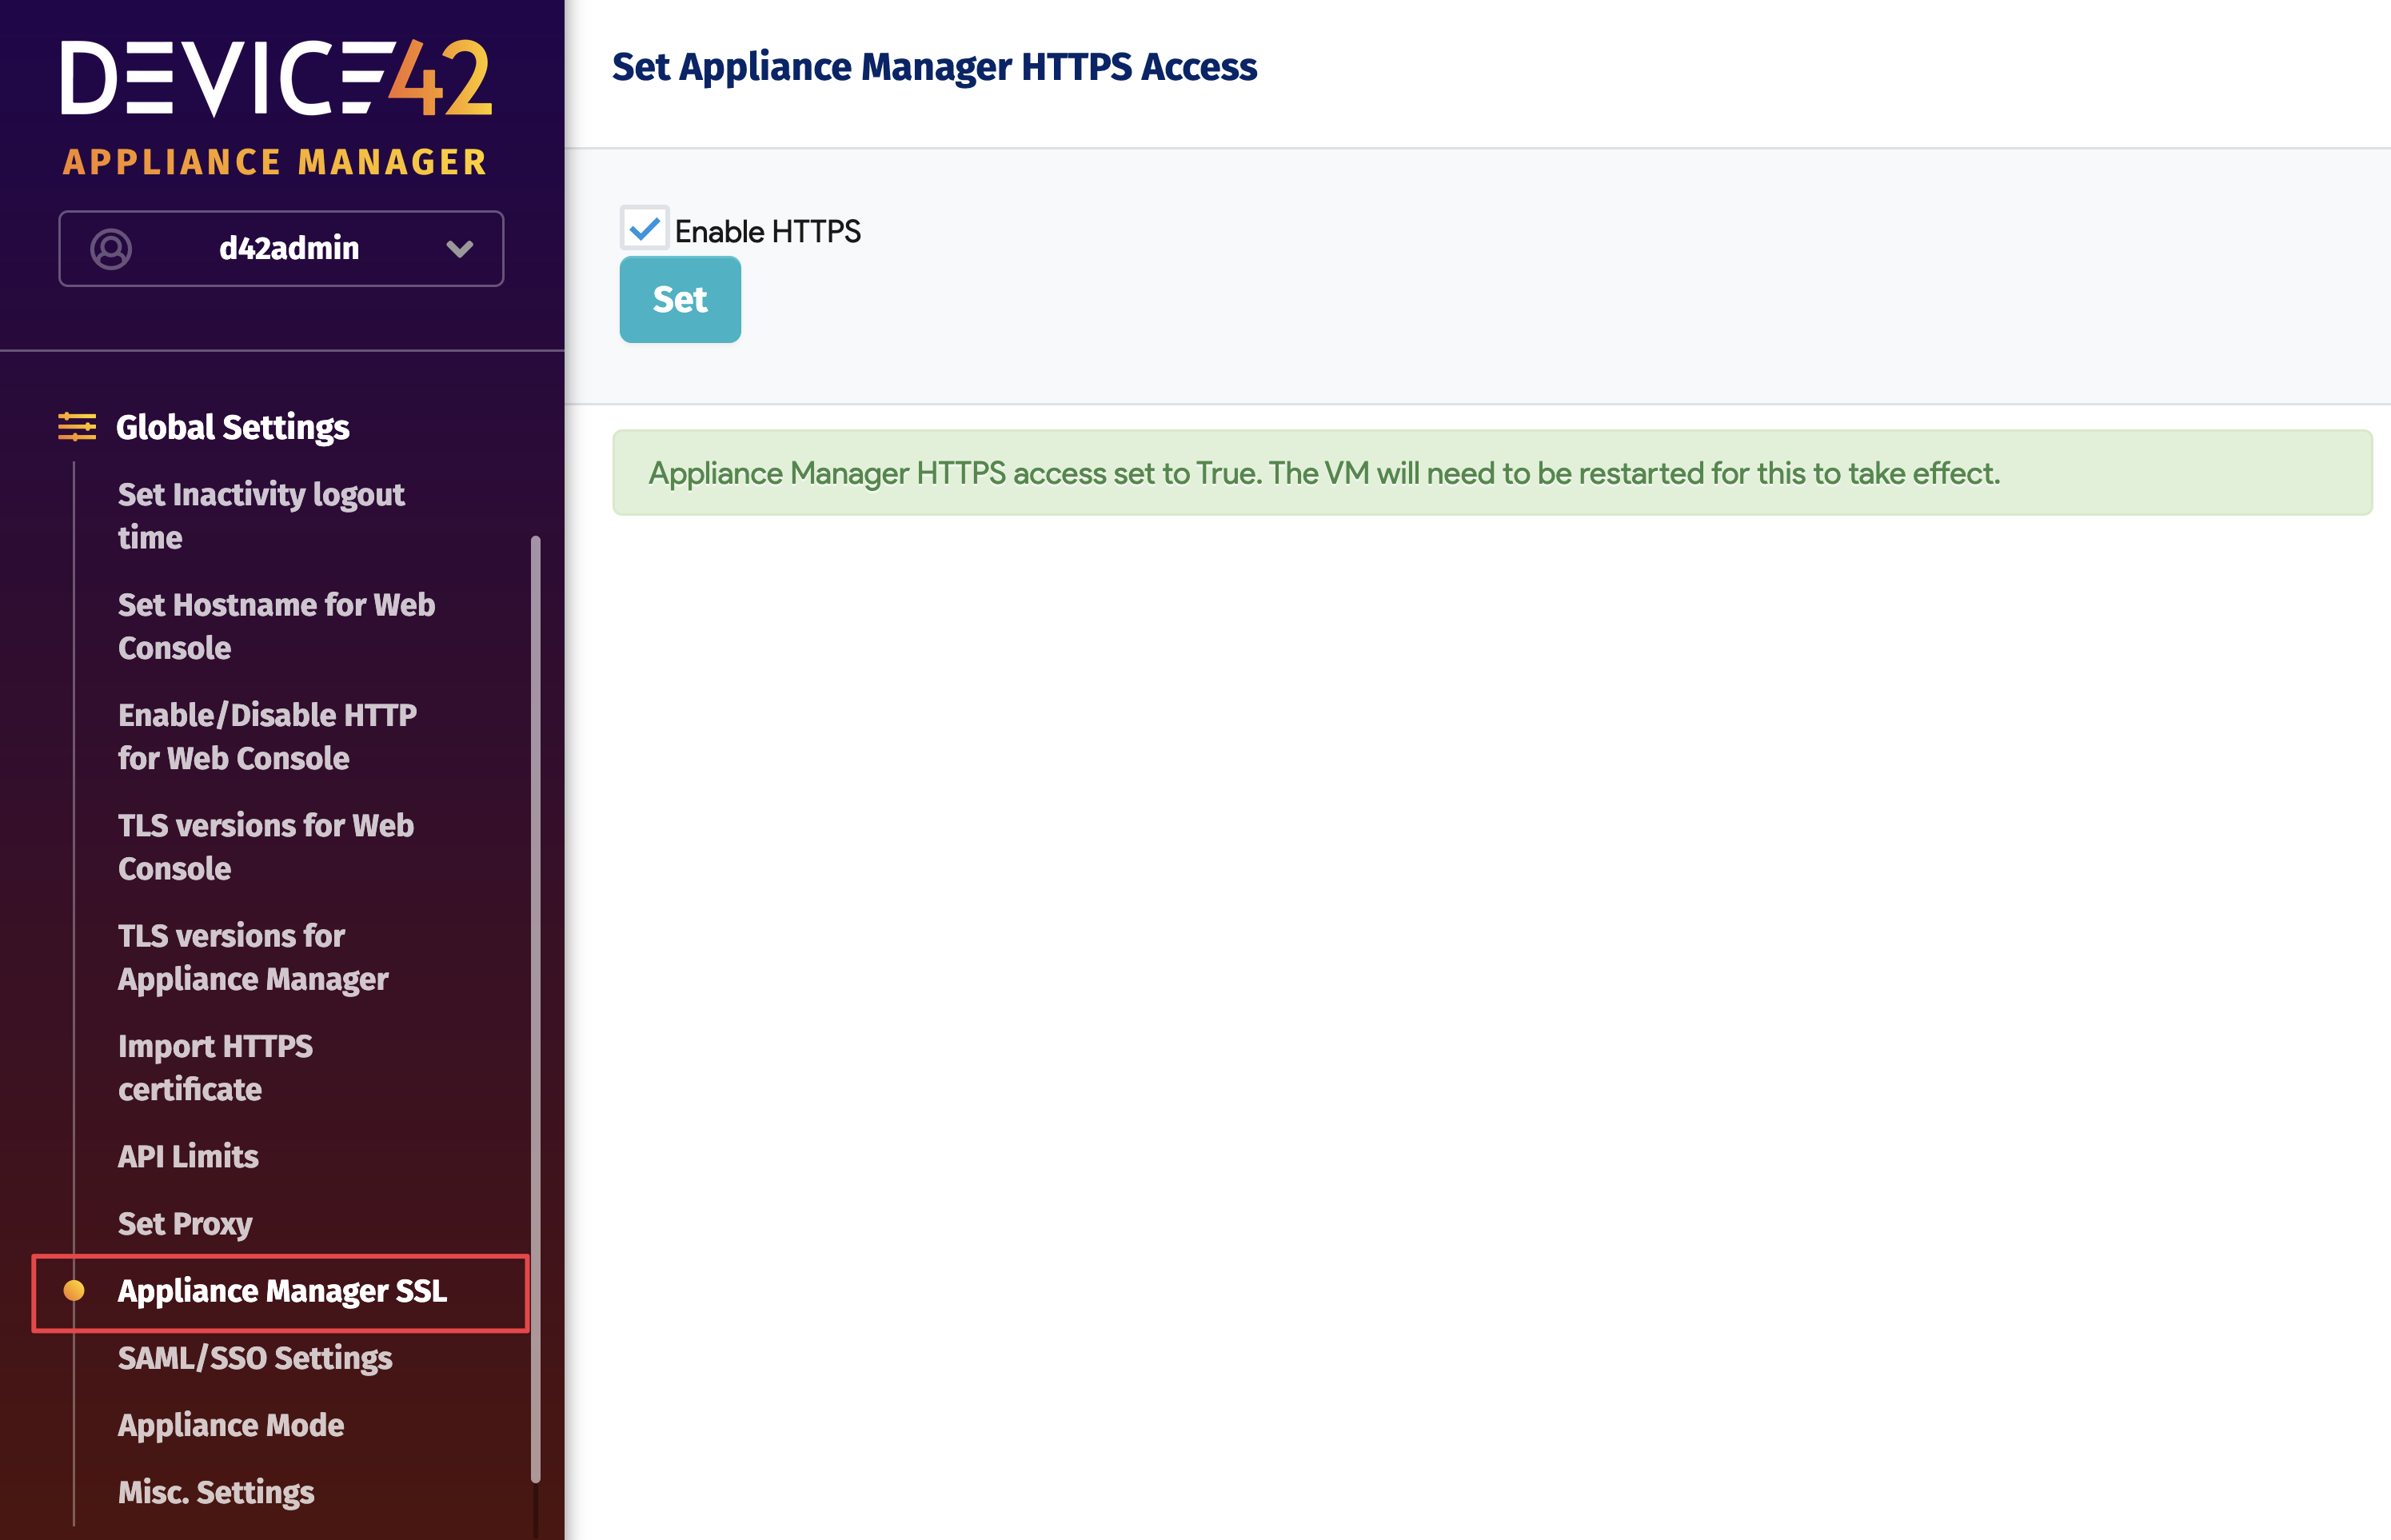 DEVICE42
APPLIANCE MANAGER
d42admin
Global Settings
Set Inactivity logout
time
Set Hostname for Web
Console
Enable/Disable HTTP
for Web Console
TLS versions for Web
Console
TLS versions for
Appliance Manager
Import HTTPS
certificate
API Limits
Set Proxy
Appliance Manager SSL
SAML/SSO Settings
Appliance Mode
Misc. Settings
Set Appliance Manager HTTPS Access
Enable HTTPS
Set
Appliance Manager HTTPS access set to True. The VM will need to be restarted for this to take effect.